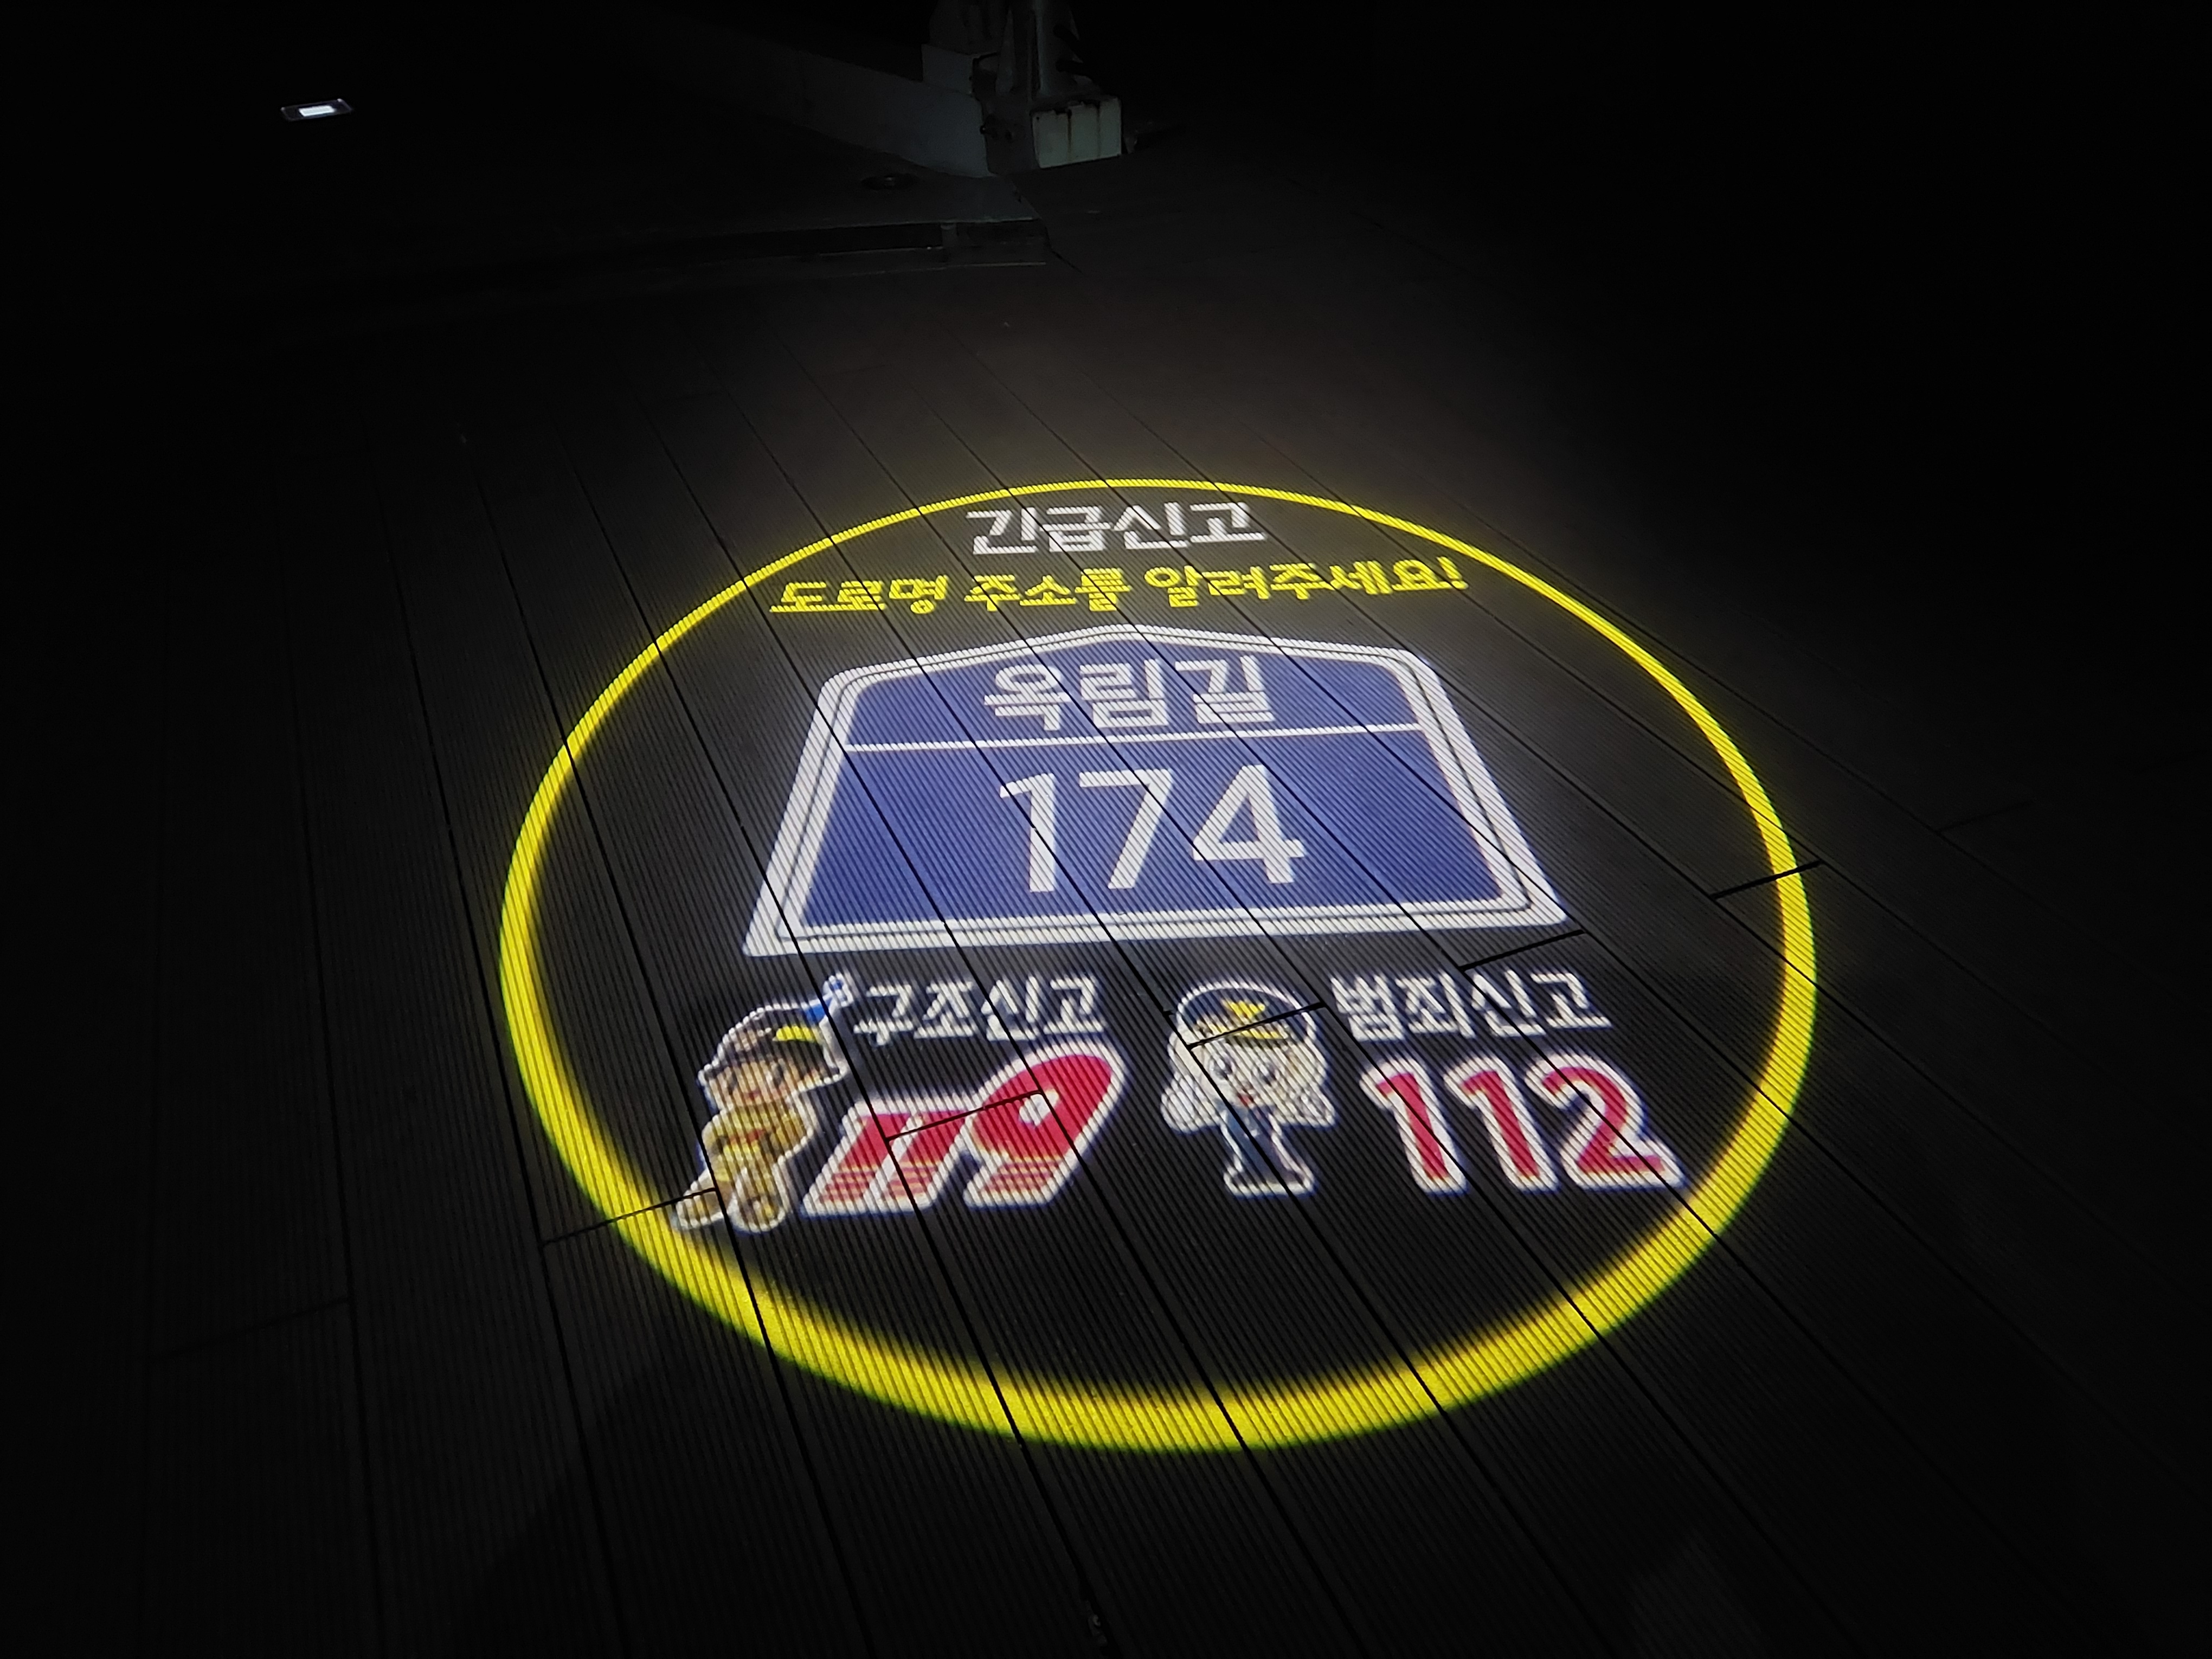 긴급신고
도로명 주소를 알려주세요!
옥림길
174
구조신고 범죄신고
119 112